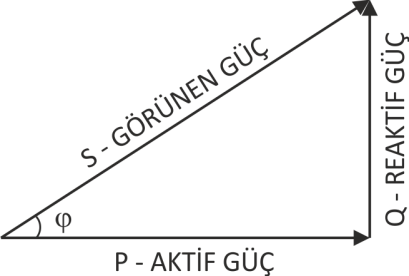 S - GÖRÜNEN GÜÇ
Q - REAKTİF GÜÇ
φ
P - AKTİF GÜÇ